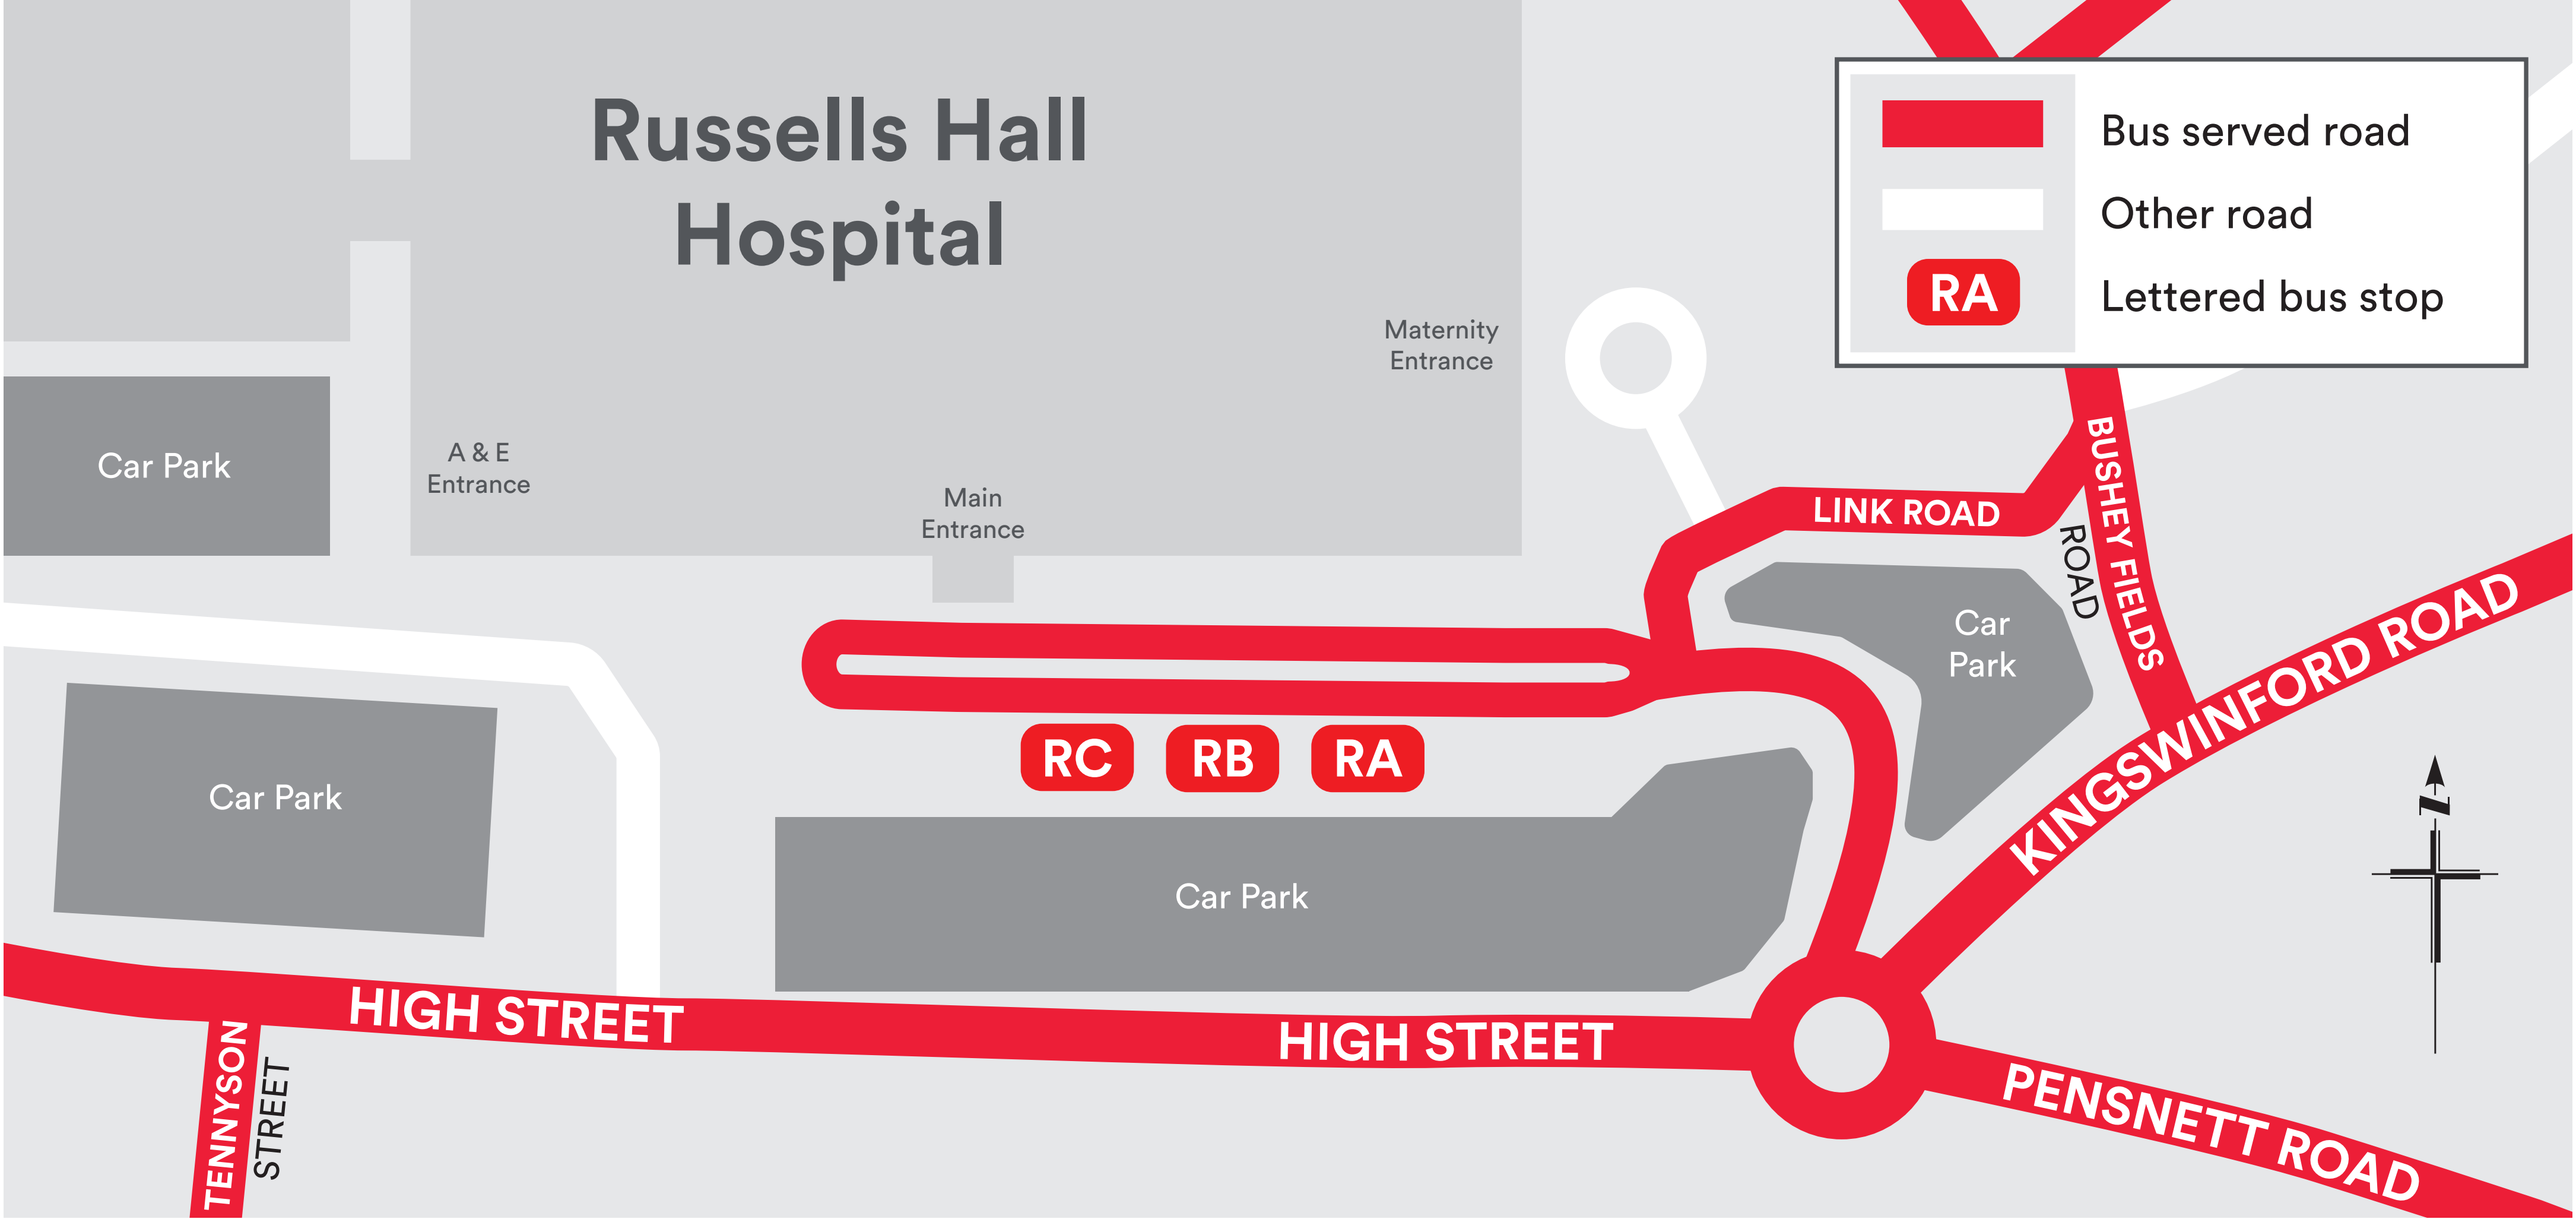 Russells Hall
Hospital
Bus served road
Other road
RA
Lettered bus stop
Maternity
Entrance
A & E
Entrance
Main
Entrance
Car Park
LINK ROAD
BUSHEY FIELDS
ROAD
Car
Park
KINGSWINFORD ROAD
RC
RB
RA
Car Park
Car Park
N
HIGH STREET
HIGH STREET
TENNYSON
STREET
PENSNETT ROAD